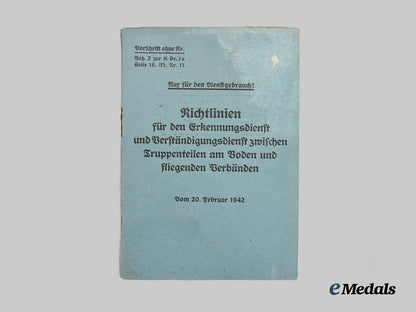 Vorschrift ohne Nr.
Anh. 2 zur H.Dv.1a
Seite 18, lfd. Nr. 11
Nur für den Dienstgebrauch!
Richtlinien
für den Erkennungsdienst
und Verständigungsdienst zwischen
Truppenteilen am Boden und
fliegenden Verbänden
Vom 20. Februar 1942
eMedals